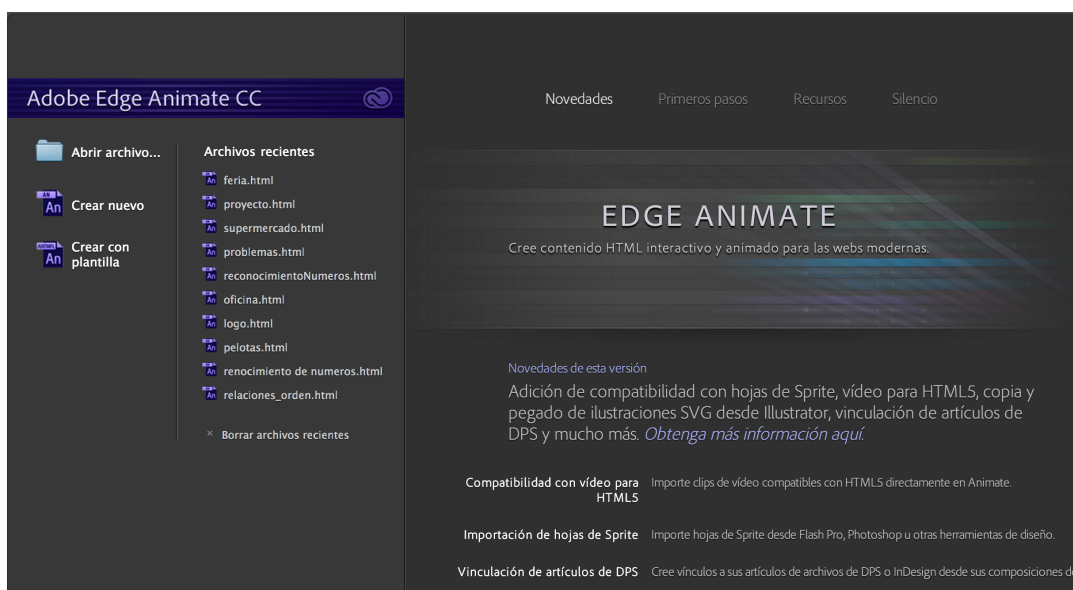 Adobe Edge Animate CC
Abrir archivo...
Crear nuevo
Crear con
plantilla
Archivos recientes
feria.html
proyecto.html
supermercado.html
problemas.html
reconocimientoNumeros.html
oficina.html
logo.html
pelotas.html
renocimiento de numeros.html
relaciones_orden.html
× Borrar archivos recientes
Novedades Primeros pasos Recursos Silencio
EDGE ANIMATE
Cree contenido HTML interactivo y animado para las webs modernas.
Novedades de esta versión
Adición de compatibilidad con hojas de Sprite, vídeo para HTML5, copia y
pegado de ilustraciones SVG desde Illustrator, vinculación de artículos de
DPS y mucho más. Obtenga más información aquí.
Compatibilidad con vídeo para
HTML5
Importe clips de vídeo compatibles con HTML5 directamente en Animate.
Importación de hojas de Sprite
Importe hojas de Sprite desde Flash Pro, Photoshop u otras herramientas de diseño.
Vinculación de artículos de DPS
Cree vínculos a sus artículos de archivos de DPS o InDesign desde sus composiciones